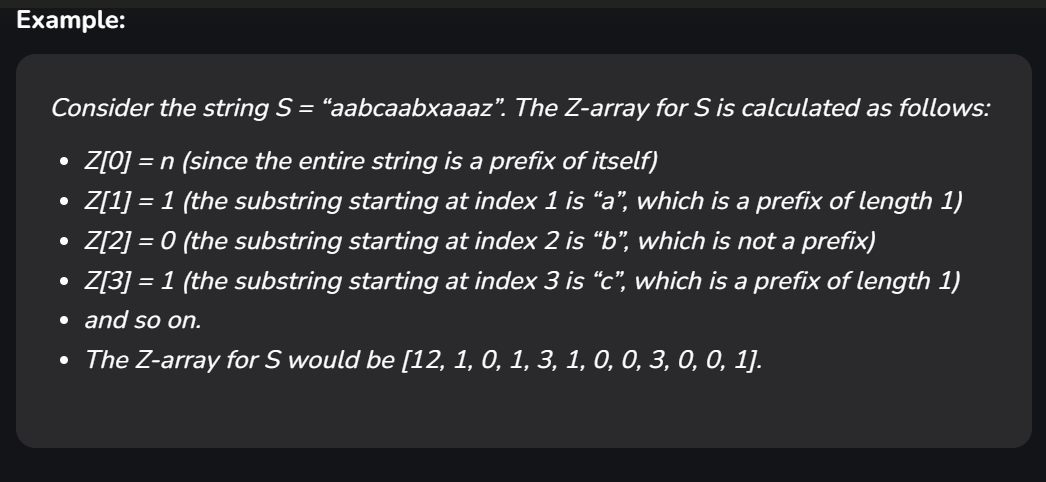 Example:
Consider the string S = “aabcaabxaaaz”. The Z-array for S is calculated as follows:
• Z[0] = n (since the entire string is a prefix of itself)
• Z[1] = 1 (the substring starting at index 1 is “a”, which is a prefix of length 1)
• Z[2] = 0 (the substring starting at index 2 is “b”, which is not a prefix)
• Z[3] = 1 (the substring starting at index 3 is “c”, which is a prefix of length 1)
• and so on.
• The Z-array for S would be [12, 1, 0, 1, 3, 1, 0, 0, 3, 0, 0, 1].